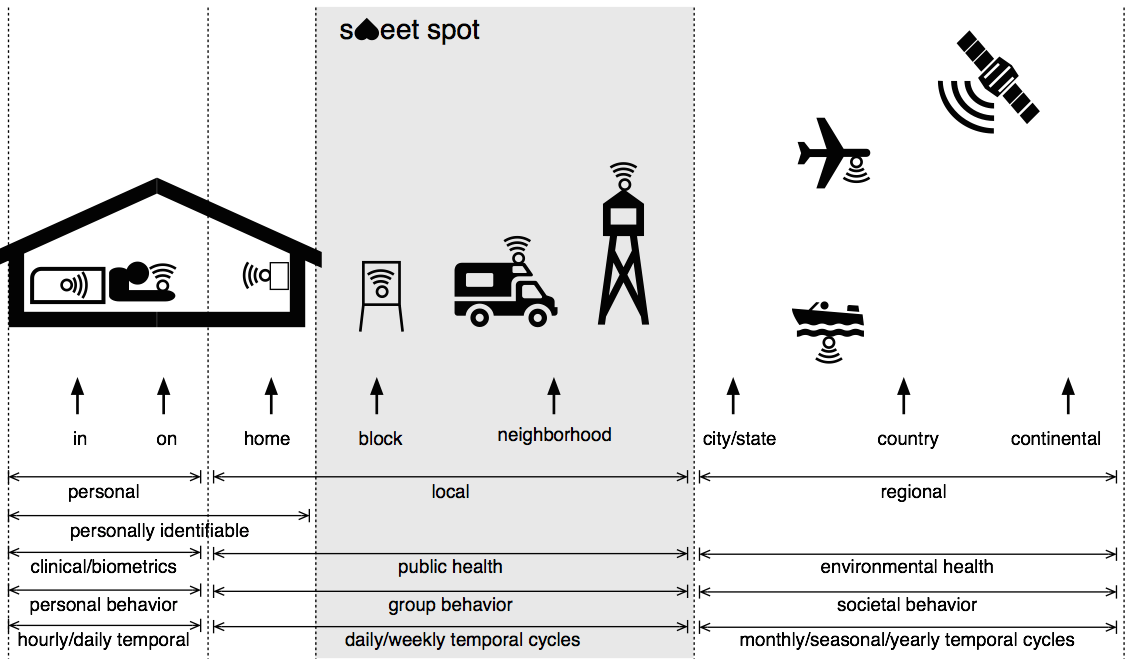 s♠eet spot
in
on
home
block
neighborhood
city/state
country
continental
personal
local
regional
personally identifiable
clinical/biometrics
public health
environmental health
personal behavior
group behavior
societal behavior
hourly/daily temporal
daily/weekly temporal cycles
monthly/seasonal/yearly temporal cycles